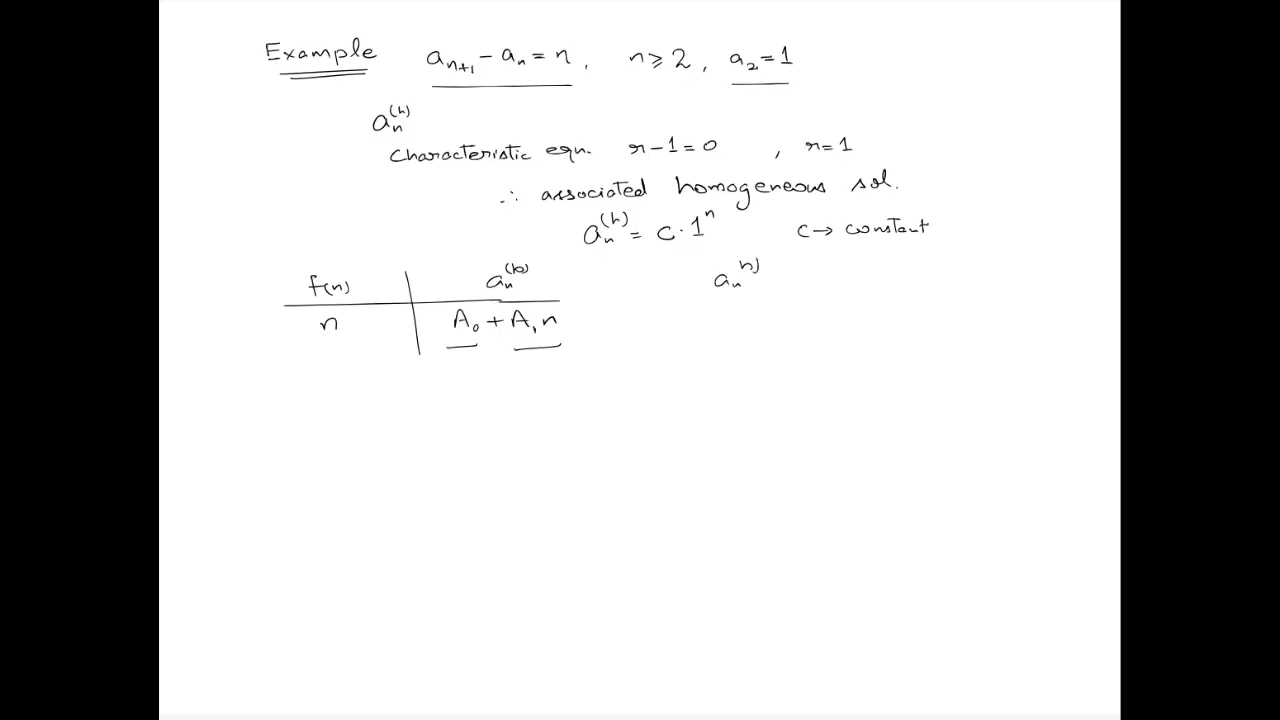 Example a_{n+1} - a_n = n, n ≥ 2, a_2 = 1
a_n^{(h)}
Characteristic eqn. r - 1 = 0, r = 1
∴ associated homogeneous sol.
a_n^{(h)} = c · 1^n c → constant
f(n) a_n^{(p)} a_n^{h)}
n A_0 + A_1 n